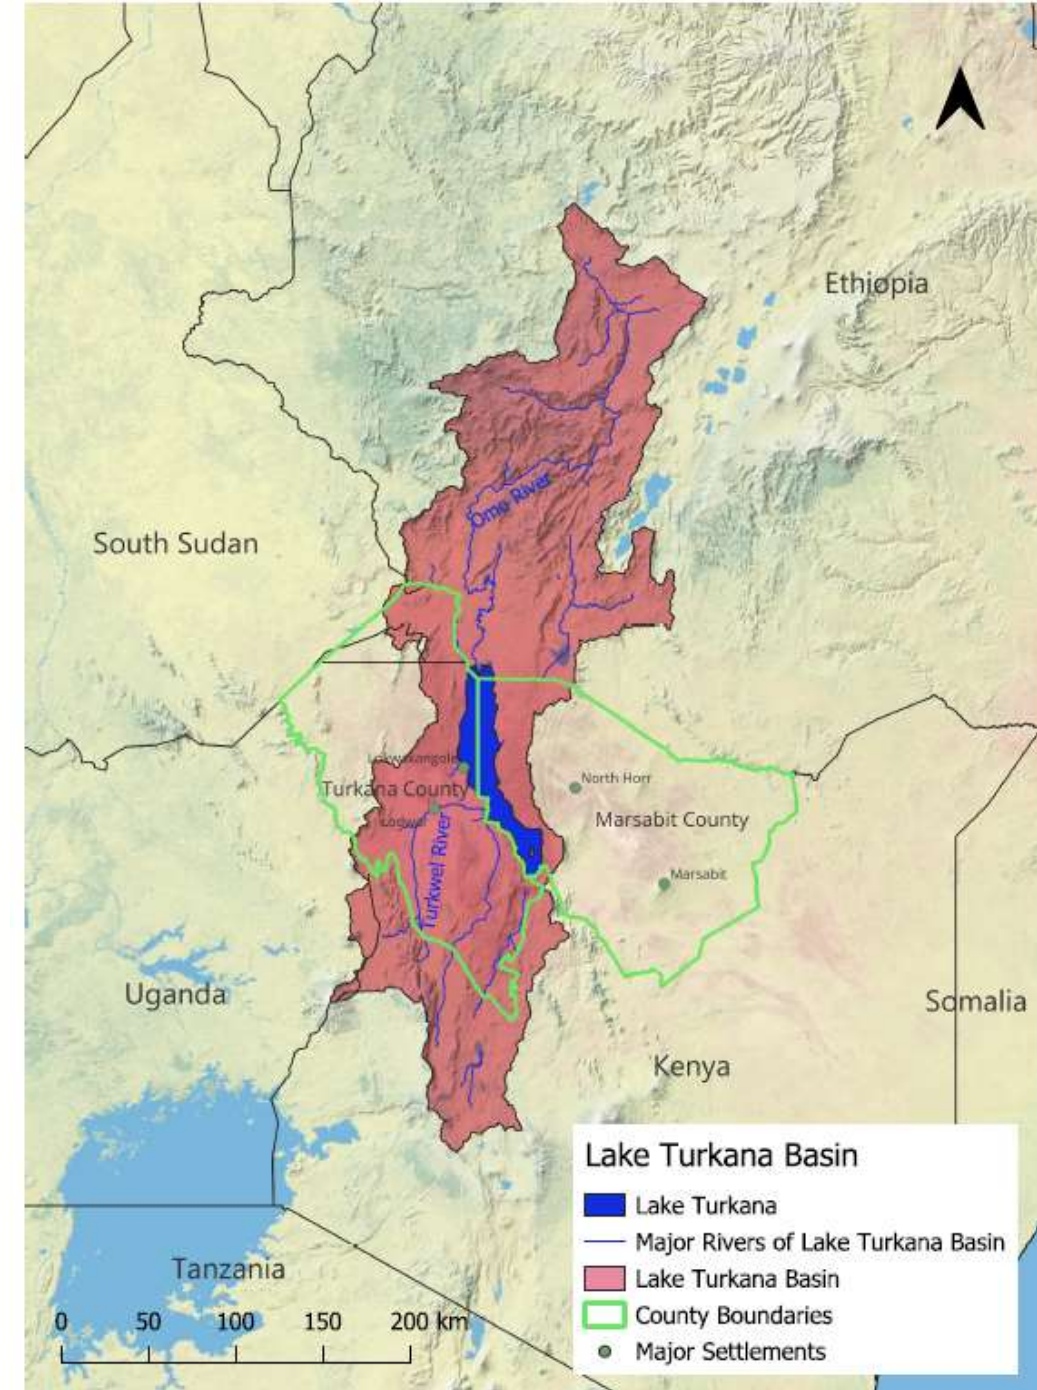 Ethiopia
Omo River
South Sudan
Turkana County
North Horr
Marsabit County
Lodwar
Turkwel River
Marsabit
Uganda
Somalia
Kenya
Tanzania
0 50 100 150 200 km
Lake Turkana Basin
Lake Turkana
Major Rivers of Lake Turkana Basin
Lake Turkana Basin
County Boundaries
Major Settlements